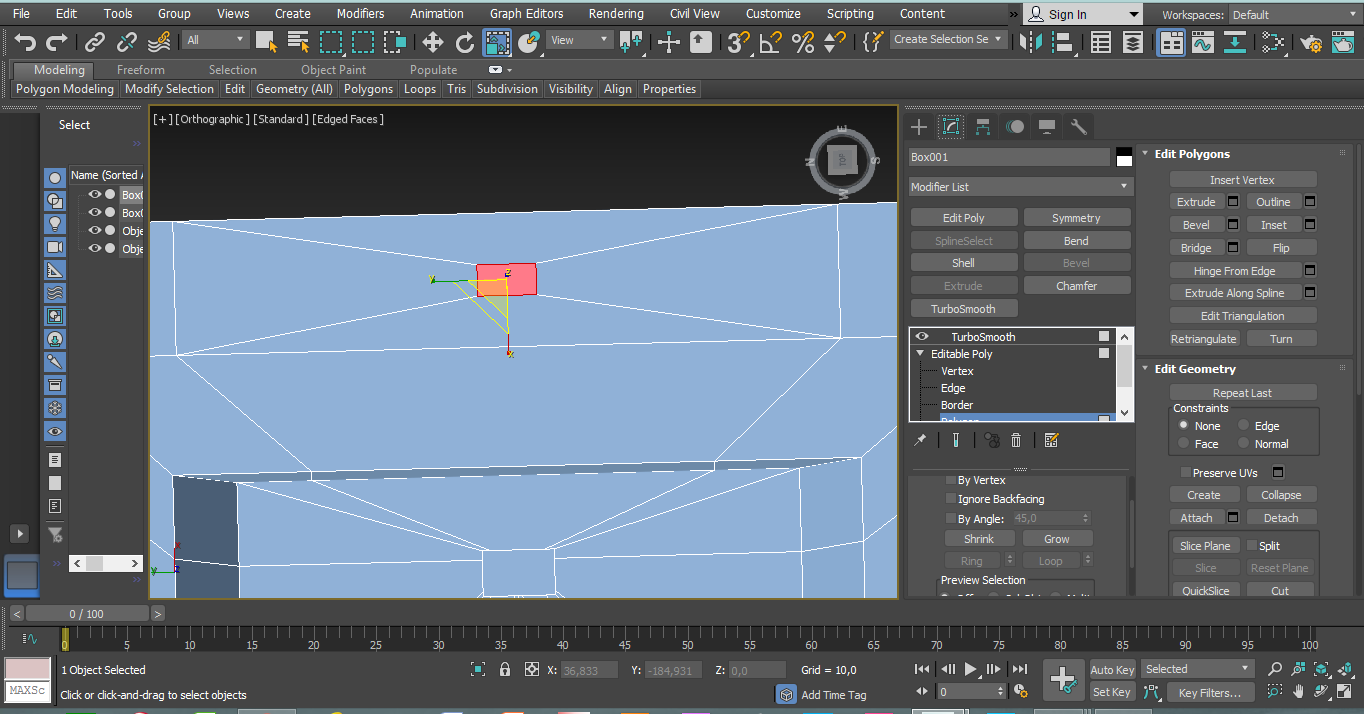 File Edit Tools Group Views Create Modifiers Animation Graph Editors Rendering Civil View Customize Scripting Content » Sign In Workspaces: Default
All View Create Selection Se
Modeling Freeform Selection Object Paint Populate
Polygon Modeling Modify Selection Edit Geometry (All) Polygons Loops Tris Subdivision Visibility Align Properties
Select
Name (Sorted A
Box(
Box(
Obje
Obje
[+] [Orthographic] [Standard] [Edged Faces]
E
N TOP S
W
y z
x
x
y z
Box001
Modifier List
Edit Poly Symmetry
SplineSelect Bend
Shell Bevel
Extrude Chamfer
TurboSmooth
TurboSmooth
Editable Poly
Vertex
Edge
Border
By Vertex
Ignore Backfacing
By Angle: 45,0
Shrink Grow
Ring Loop
Preview Selection
Edit Polygons
Insert Vertex
Extrude Outline
Bevel Inset
Bridge Flip
Hinge From Edge
Extrude Along Spline
Edit Triangulation
Retriangulate Turn
Edit Geometry
Repeat Last
Constraints
None Edge
Face Normal
Preserve UVs
Create Collapse
Attach Detach
Slice Plane Split
Slice Reset Plane
QuickSlice Cut
< 0 / 100 >
0 5 10 15 20 25 30 35 40 45 50 55 60 65 70 75 80 85 90 95 100
1 Object Selected X: 36,833 Y: -184,931 Z: 0,0 Grid = 10,0 Auto Key Selected
MAXSc Click or click-and-drag to select objects Add Time Tag 0 Set Key Key Filters...